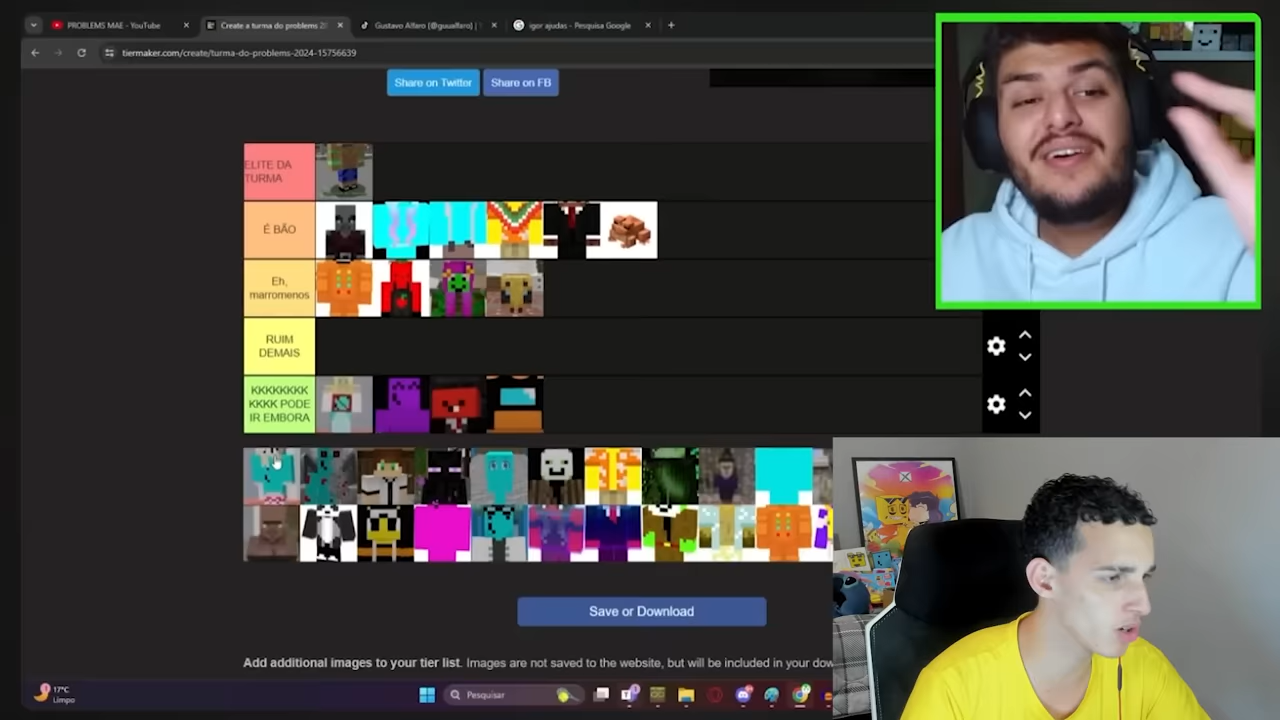 PROBLEMS MAE - YouTube
Create a turma do problems 20
Gustavo Alfaro (@guualfaro) | T
igor ajudas - Pesquisa Google
tiermaker.com/create/turma-do-problems-2024-15756639
Share on Twitter
Share on FB
ELITE DA
TURMA
É BÃO
Eh,
marromenos
RUIM
DEMAIS
KKKKKKKK
KKKK PODE
IR EMBORA
Save or Download
Add additional images to your tier list. Images are not saved to the website, but will be included in your dow
17°C
Limpo
Pesquisar